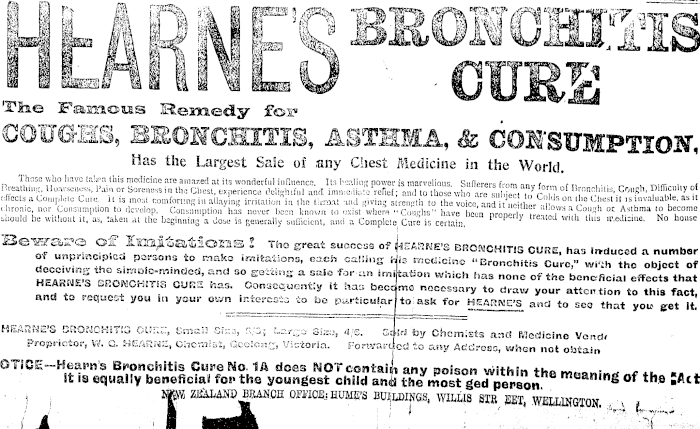 HEARNE'S BRONCHITIS
CURE
The Famous Remedy for
COUGHS, BRONCHITIS, ASTHMA, & CONSUMPTION,
Has the Largest Sale of any Chest Medicine in the World.
Those who have taken this medicine are amazed at its wonderful influence. Its healing power is marvelous. Sufferers from any form of Bronchitis, Cough, Difficulty of
Breathing, Hoarseness, Pain or Soreness in the Chest, experience delightful and immediate relief; and to those who are subject to Colds on the Chest it is invaluable, as it
effects a Complete Cure. It is most comforting in allaying irritation in the throat and giving strength to the voice, and it neither allows a Cough or Asthma to become
chronic, nor Consumption to develop. Consumption has never been known to exist where "Coughs" have been properly treated with this medicine. No home
should be without it, as, taken at the beginning a dose is generally sufficient, and a Complete Cure is certain.
Beware of Imitations! The great success of HEARNE'S BRONCHITIS CURE, has induced a number
of unprincipled persons to make imitations, each calling his medicine "Bronchitis Cure," with the object of
deceiving the simple-minded, and so getting a sale for an imitation which has none of the beneficial effects that
HEARNE'S BRONCHITIS CURE has. Consequently it has become necessary to draw your attention to this fact,
and to request you in your own interests to be particular to ask for HEARNE'S and to see that you get it.
HEARNE'S BRONCHITIS CURE, Small Size, 2/6; Large Size, 4/6. Sold by Chemists and Medicine Vendr
Proprietor, W. G. HEARNE, Chemist, Geelong, Victoria. Forwarded to any Address, when not obtain
OTICE--Hearn's Bronchitis Cure No. 1A does NOT contain any poison within the meaning of the Act
It is equally beneficial for the youngest child and the most ged person.
NEW ZEALAND BRANCH OFFICE; HUME'S BUILDINGS, WILLIS STR EET, WELLINGTON.